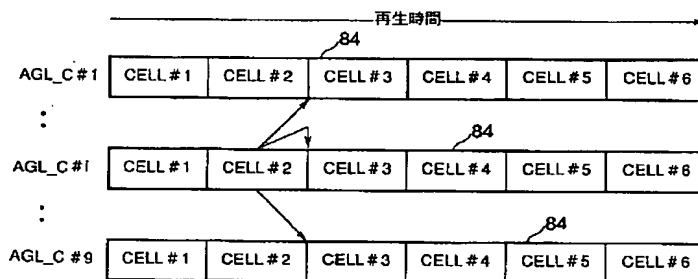 再生時間
84
AGL_C #1 CELL #1 CELL #2 CELL #3 CELL #4 CELL #5 CELL #6
84
AGL_C #i CELL #1 CELL #2 CELL #3 CELL #4 CELL #5 CELL #6
84
AGL_C #9 CELL #1 CELL #2 CELL #3 CELL #4 CELL #5 CELL #6